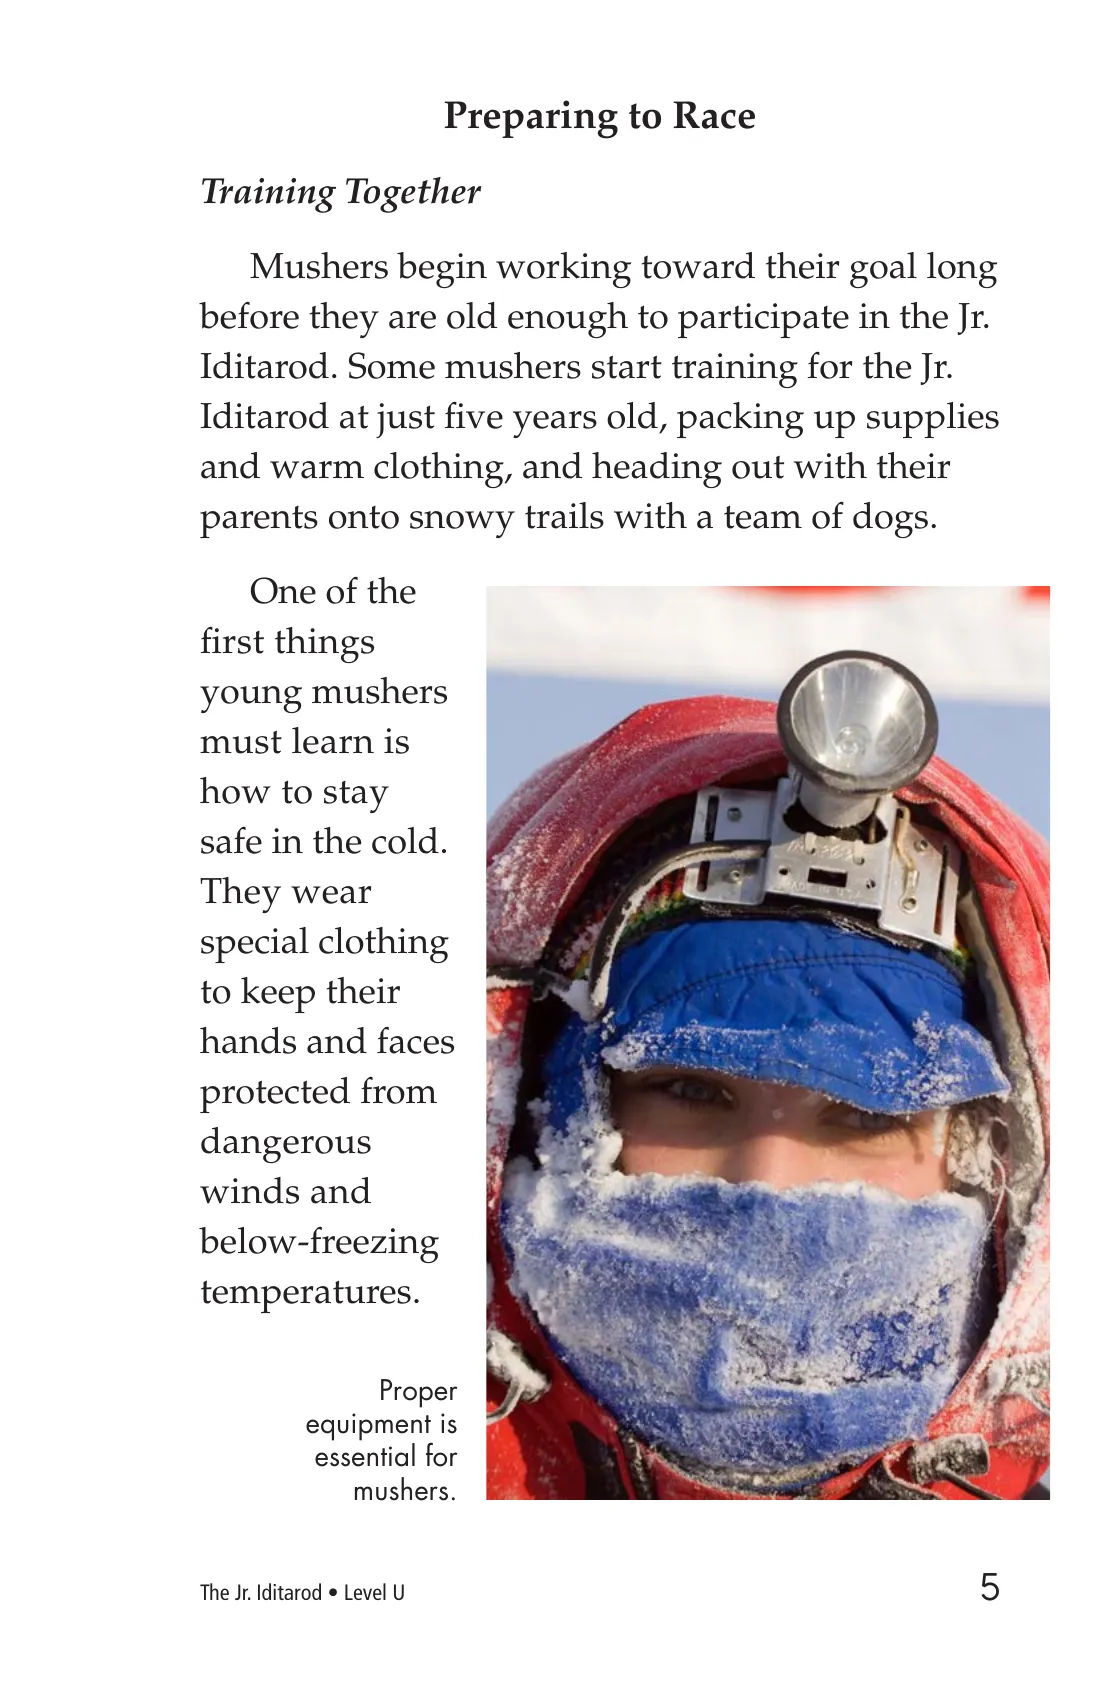 Preparing to Race
Training Together
Mushers begin working toward their goal long
before they are old enough to participate in the Jr.
Iditarod. Some mushers start training for the Jr.
Iditarod at just five years old, packing up supplies
and warm clothing, and heading out with their
parents onto snowy trails with a team of dogs.
One of the
first things
young mushers
must learn is
how to stay
safe in the cold.
They wear
special clothing
to keep their
hands and faces
protected from
dangerous
winds and
below-freezing
temperatures.
Proper
equipment is
essential for
mushers.
The Jr. Iditarod • Level U
5